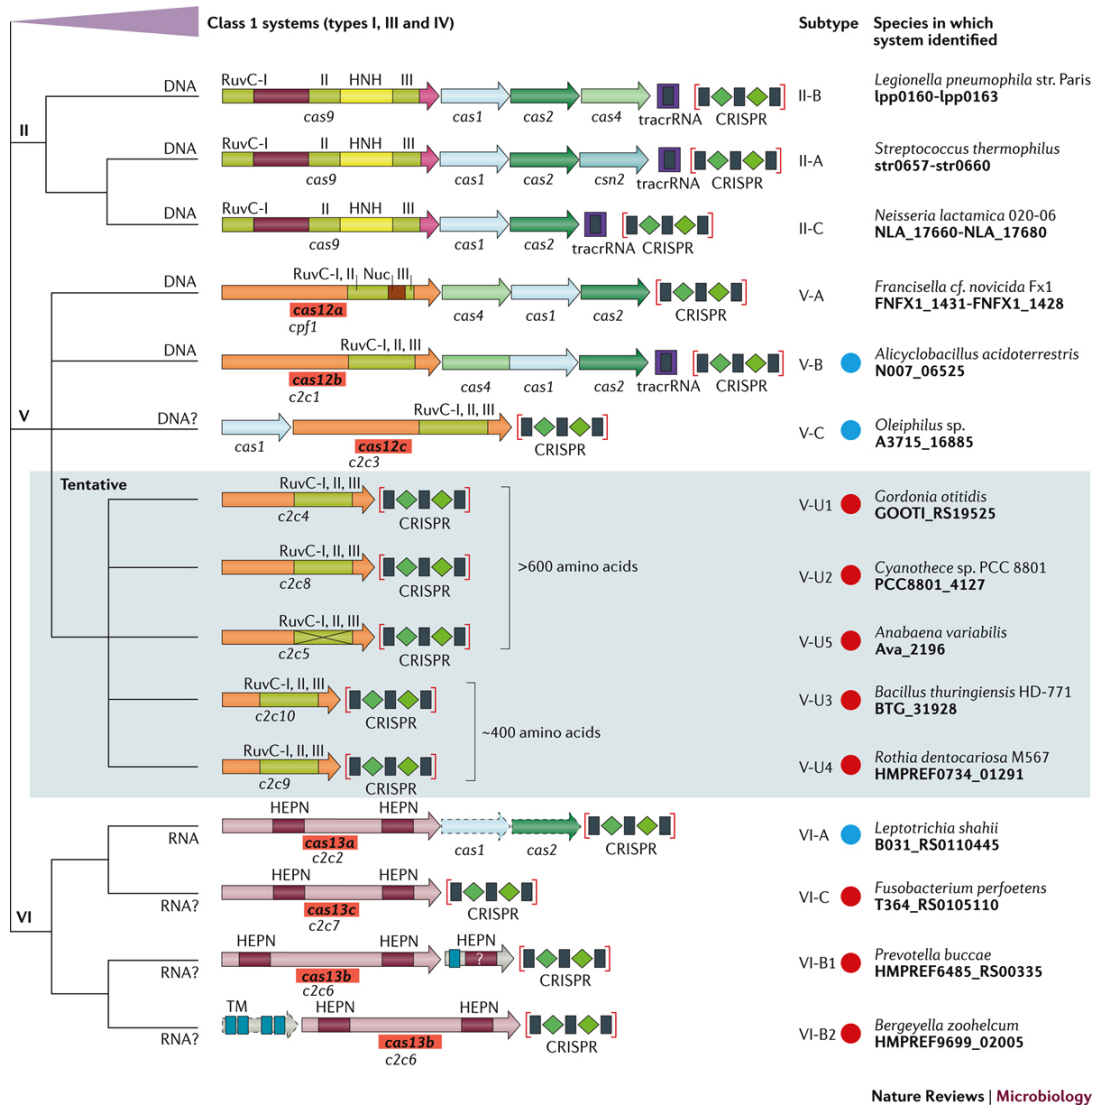 Class 1 systems (types I, III and IV)
Subtype
Species in which
system identified
II
DNA
RuvC-I
II
HNH
III
cas9
cas1
cas2
cas4
tracrRNA
CRISPR
II-B
Legionella pneumophila str. Paris
lpp0160-lpp0163
DNA
RuvC-I
II
HNH
III
cas9
cas1
cas2
csn2
tracrRNA
CRISPR
II-A
Streptococcus thermophilus
str0657-str0660
DNA
RuvC-I
II
HNH
III
cas9
cas1
cas2
tracrRNA
CRISPR
II-C
Neisseria lactamica 020-06
NLA_17660-NLA_17680
V
DNA
RuvC-I, II
Nuc
III
cas12a
cpf1
cas4
cas1
cas2
CRISPR
V-A
Francisella cf. novicida Fx1
FNFX1_1431-FNFX1_1428
DNA
RuvC-I, II, III
cas12b
c2c1
cas4
cas1
cas2
tracrRNA
CRISPR
V-B
Alicyclobacillus acidoterrestris
N007_06525
DNA?
cas1
RuvC-I, II, III
cas12c
c2c3
CRISPR
V-C
Oleiphilus sp.
A3715_16885
Tentative
RuvC-I, II, III
c2c4
CRISPR
V-U1
Gordonia otitidis
GOOTI_RS19525
RuvC-I, II, III
c2c8
CRISPR
>600 amino acids
V-U2
Cyanothece sp. PCC 8801
PCC8801_4127
RuvC-I, II, III
c2c5
CRISPR
V-U5
Anabaena variabilis
Ava_2196
RuvC-I, II, III
c2c10
CRISPR
~400 amino acids
V-U3
Bacillus thuringiensis HD-771
BTG_31928
RuvC-I, II, III
c2c9
CRISPR
V-U4
Rothia dentocariosa M567
HMPREF0734_01291
VI
RNA
HEPN
HEPN
cas13a
c2c2
cas1
cas2
CRISPR
VI-A
Leptotrichia shahii
B031_RS0110445
RNA?
HEPN
HEPN
cas13c
c2c7
CRISPR
VI-C
Fusobacterium perfoetens
T364_RS0105110
RNA?
HEPN
HEPN
HEPN
?
cas13b
c2c6
CRISPR
VI-B1
Prevotella buccae
HMPREF6485_RS00335
RNA?
TM
HEPN
HEPN
cas13b
c2c6
CRISPR
VI-B2
Bergeyella zoohelcum
HMPREF9699_02005
Nature Reviews | Microbiology